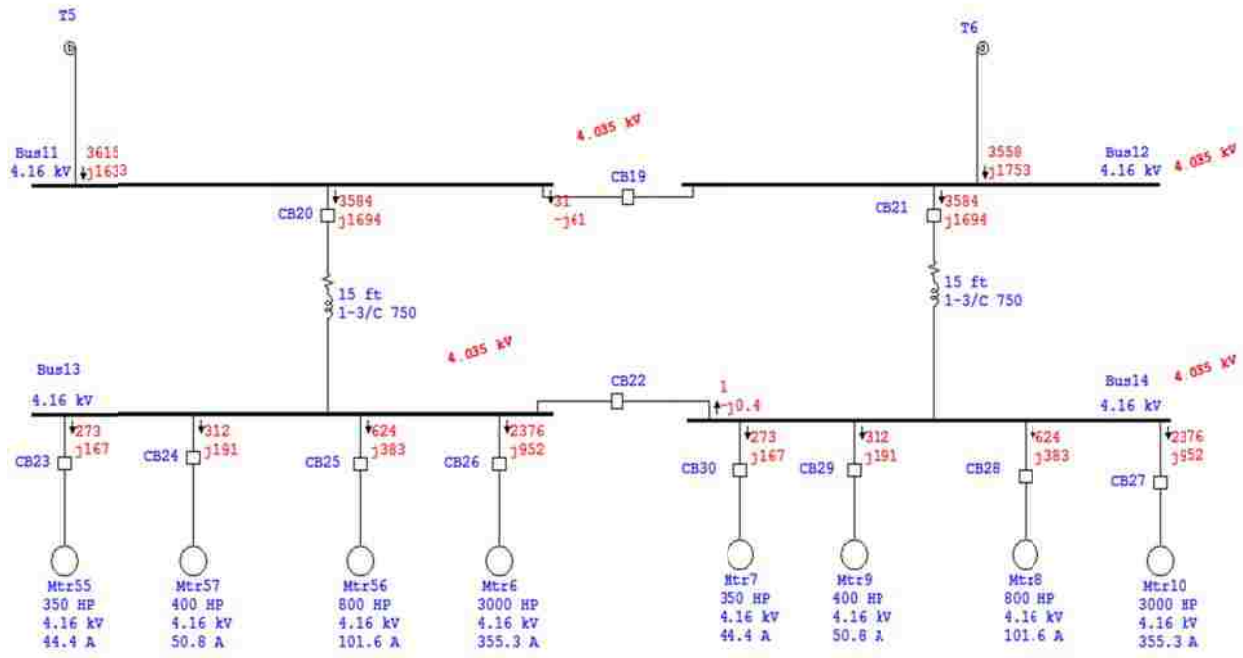 T5
T6
4.035 kV
Bus11
4.16 kV
3615
j1633
3558
j1753
Bus12
4.16 kV
4.035 kV
CB19
CB20
3584
j1694
31
-j61
CB21
3584
j1694
15 ft
1-3/C 750
15 ft
1-3/C 750
4.035 kV
Bus13
4.16 kV
CB22
1
-j0.4
Bus14
4.16 kV
4.035 kV
CB23
273
j167
CB24
312
j191
CB25
624
j383
CB26
2376
j952
CB30
273
j167
CB29
312
j191
CB28
624
j383
CB27
2376
j952
Mtr55
350 HP
4.16 kV
44.4 A
Mtr57
400 HP
4.16 kV
50.8 A
Mtr56
800 HP
4.16 kV
101.6 A
Mtr6
3000 HP
4.16 kV
355.3 A
Mtr7
350 HP
4.16 kV
44.4 A
Mtr9
400 HP
4.16 kV
50.8 A
Mtr8
800 HP
4.16 kV
101.6 A
Mtr10
3000 HP
4.16 kV
355.3 A